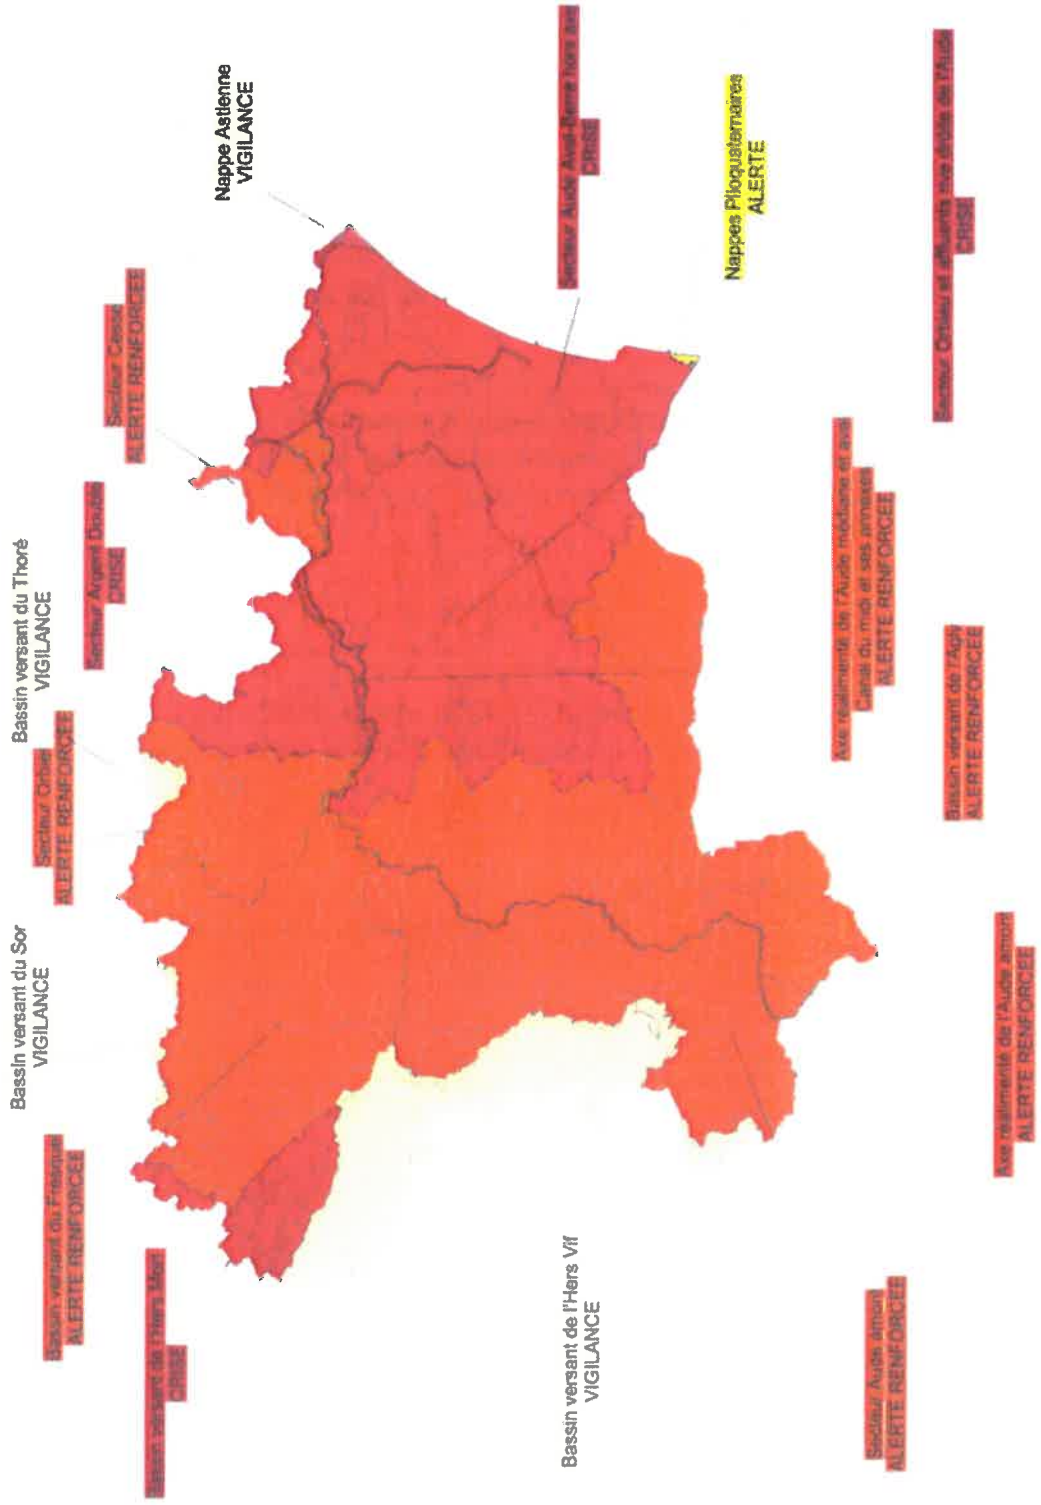 Bassin versant du Sor
VIGILANCE
Bassin versant du Thoré
VIGILANCE
Secteur Orbiel
ALERTE RENFORCEE
Bassin versant du Fresquel
ALERTE RENFORCEE
Secteur Argent Double
CRISE
Secteur Cesse
ALERTE RENFORCEE
Bassin versant de l'Hers Mort
CRISE
Nappe Astienne
VIGILANCE
Secteur Aude Aval-Berre hors axe
CRISE
Bassin versant de l'Hers Vif
VIGILANCE
Nappes Plioquaternaires
ALERTE
Axe réalimenté de l'Aude médiane et aval
Canal du midi et ses annexes
ALERTE RENFORCEE
Secteur Aude amont
ALERTE RENFORCEE
Secteur Orbieu et affluents rive droite de l'Aude
CRISE
Bassin versant de l'Agly
ALERTE RENFORCEE
Axe réalimenté de l'Aude amont
ALERTE RENFORCEE